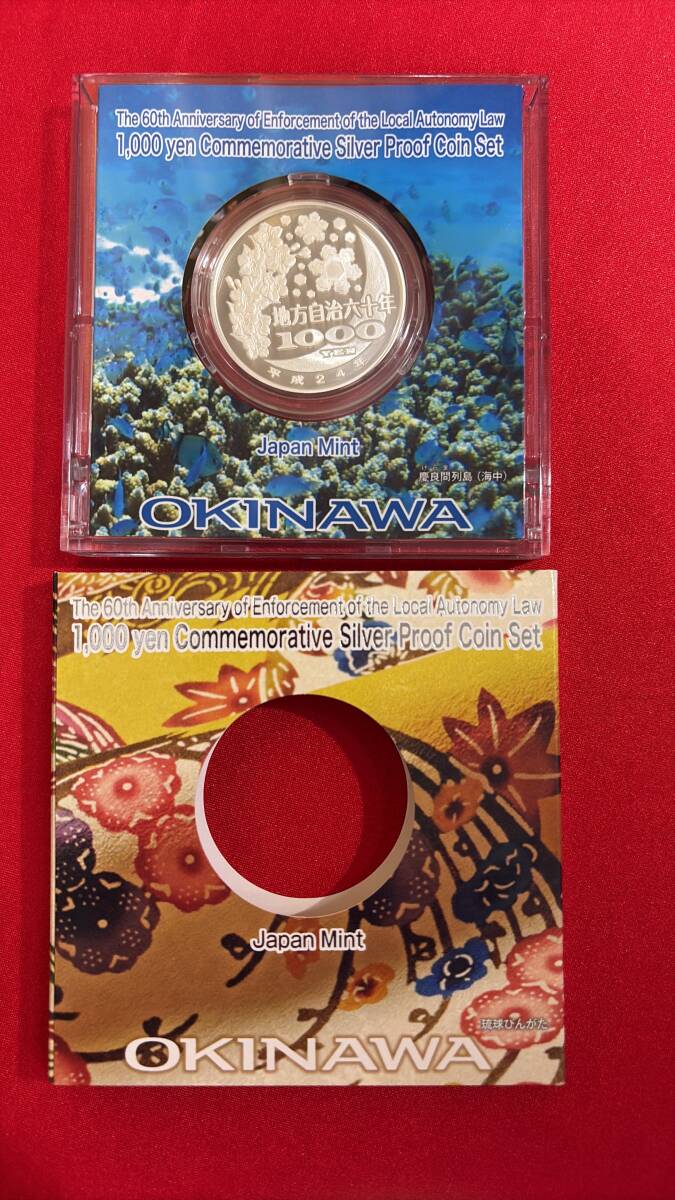 The 60th Anniversary of Enforcement of the Local Autonomy Law
1,000 yen Commemorative Silver Proof Coin Set
地方自治六十年
1000
YEN
平成24年
Japan Mint
けらま
慶良間列島(海中)
OKINAWA
The 60th Anniversary of Enforcement of the Local Autonomy Law
1,000 yen Commemorative Silver Proof Coin Set
Japan Mint
琉球びんがた
OKINAWA